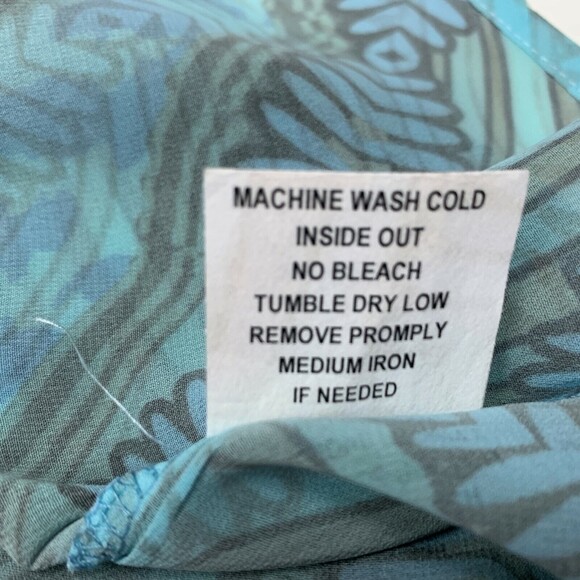 MACHINE WASH COLD
INSIDE OUT
NO BLEACH
TUMBLE DRY LOW
REMOVE PROMPLY
MEDIUM IRON
IF NEEDED